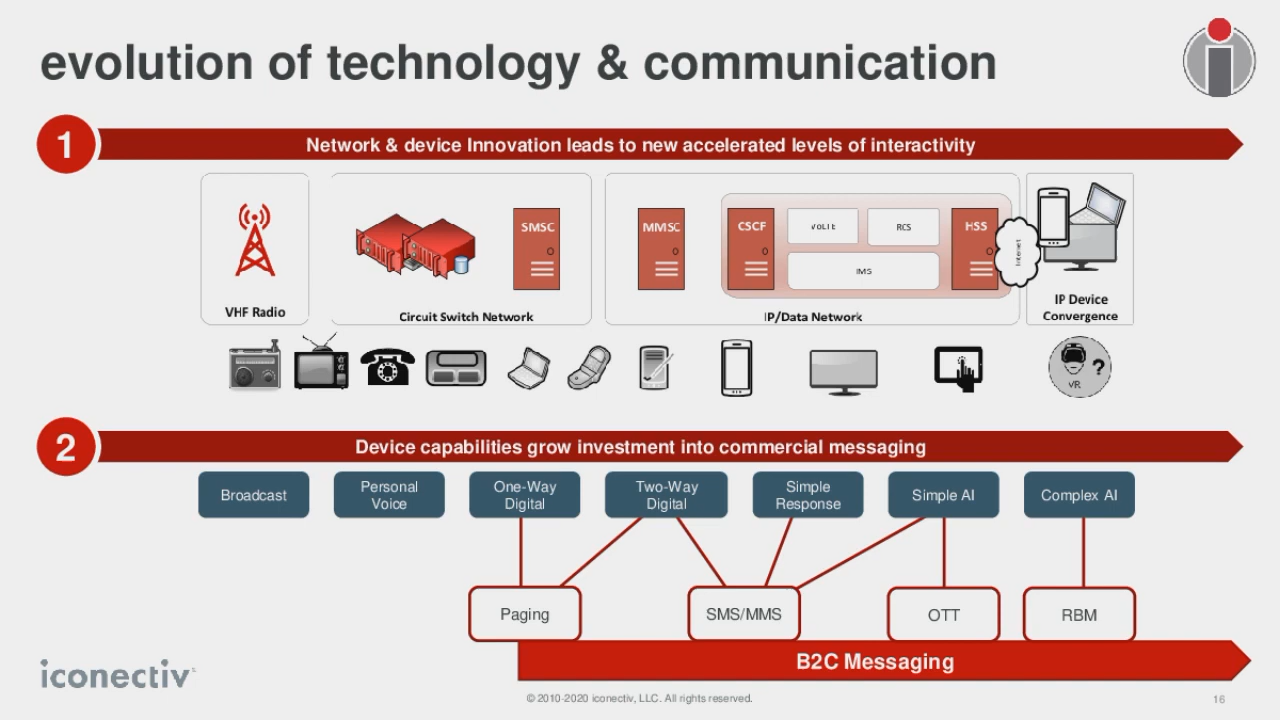 evolution of technology & communication
1
Network & device Innovation leads to new accelerated levels of interactivity
SMSC
MMSC
CSCF
VOLTE
RCS
HSS
IMS
Internet
VHF Radio
Circuit Switch Network
IP/Data Network
IP Device
Convergence
?
VR
2
Device capabilities grow investment into commercial messaging
Broadcast
Personal
Voice
One-Way
Digital
Two-Way
Digital
Simple
Response
Simple AI
Complex AI
Paging
SMS/MMS
OTT
RBM
B2C Messaging
iconectiv
© 2010-2020 iconectiv, LLC. All rights reserved.
16